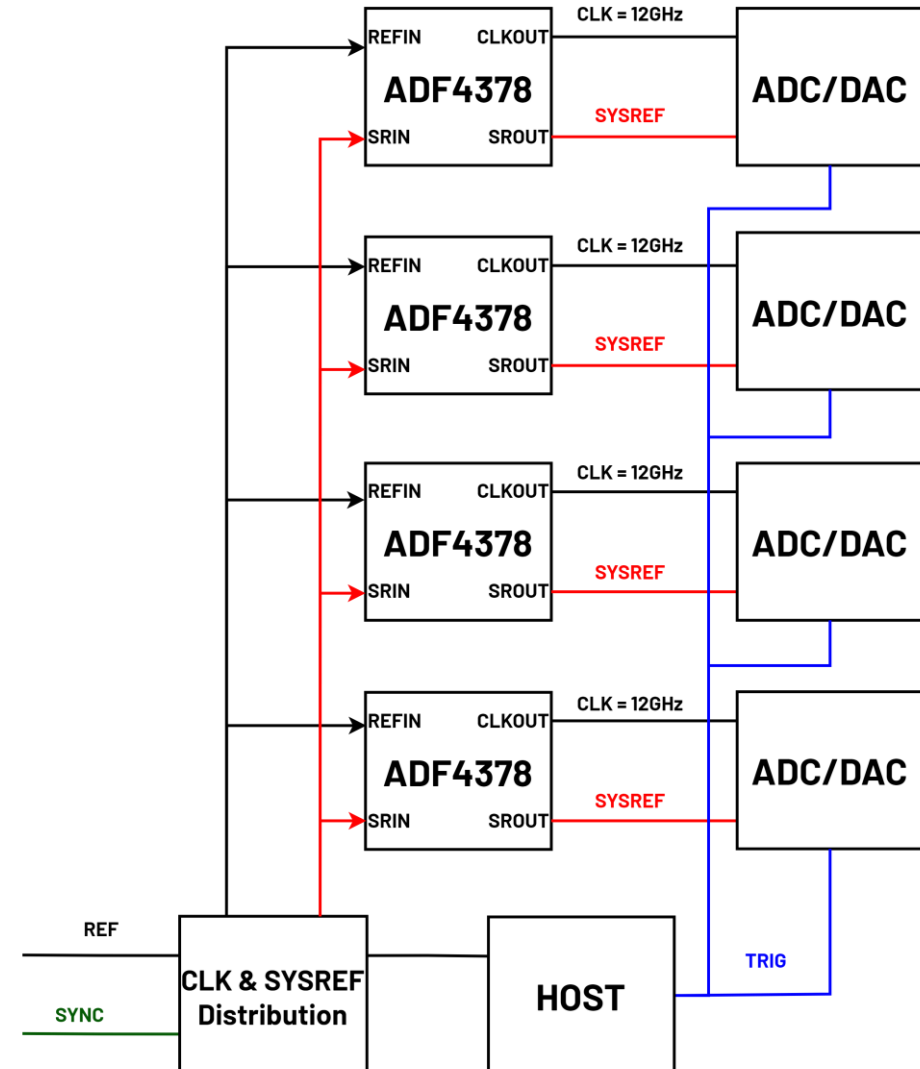 CLK = 12GHz
REFIN CLKOUT
ADF4378 ADC/DAC
SYSREF
SRIN SROUT
CLK = 12GHz
REFIN CLKOUT
ADF4378 ADC/DAC
SYSREF
SRIN SROUT
CLK = 12GHz
REFIN CLKOUT
ADF4378 ADC/DAC
SYSREF
SRIN SROUT
CLK = 12GHz
REFIN CLKOUT
ADF4378 ADC/DAC
SYSREF
SRIN SROUT
REF
CLK & SYSREF
Distribution
SYNC
HOST
TRIG